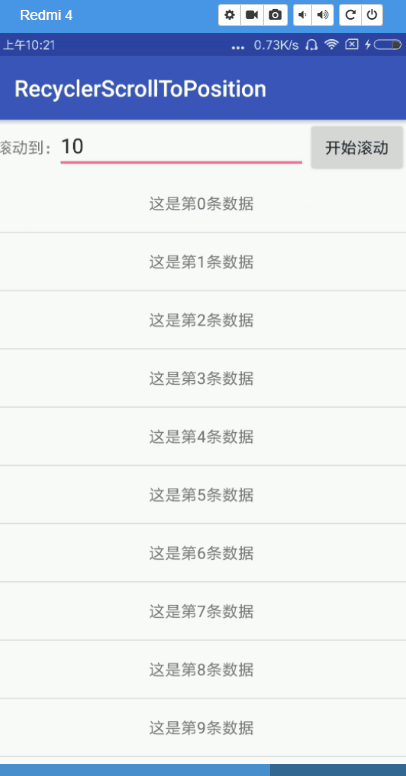 Redmi 4
上午10:21 ... 0.73K/s
RecyclerScrollToPosition
滚动到: 10 开始滚动
这是第0条数据
这是第1条数据
这是第2条数据
这是第3条数据
这是第4条数据
这是第5条数据
这是第6条数据
这是第7条数据
这是第8条数据
这是第9条数据